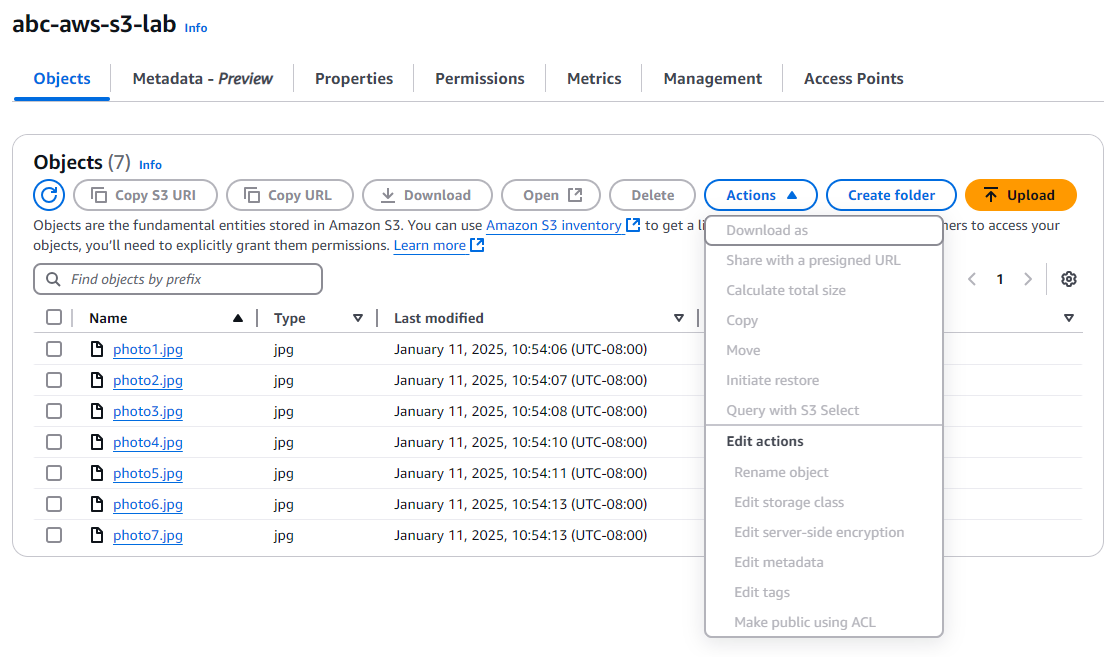 abc-aws-s3-lab Info
Objects Metadata - Preview Properties Permissions Metrics Management Access Points
Objects (7) Info
Copy S3 URI Copy URL Download Open Delete Actions Create folder Upload
Objects are the fundamental entities stored in Amazon S3. You can use Amazon S3 inventory to get a li ners to access your
objects, you'll need to explicitly grant them permissions. Learn more
Find objects by prefix
1
Name Type Last modified
photo1.jpg jpg January 11, 2025, 10:54:06 (UTC-08:00)
photo2.jpg jpg January 11, 2025, 10:54:07 (UTC-08:00)
photo3.jpg jpg January 11, 2025, 10:54:08 (UTC-08:00)
photo4.jpg jpg January 11, 2025, 10:54:10 (UTC-08:00)
photo5.jpg jpg January 11, 2025, 10:54:11 (UTC-08:00)
photo6.jpg jpg January 11, 2025, 10:54:13 (UTC-08:00)
photo7.jpg jpg January 11, 2025, 10:54:13 (UTC-08:00)
Download as
Share with a presigned URL
Calculate total size
Copy
Move
Initiate restore
Query with S3 Select
Edit actions
Rename object
Edit storage class
Edit server-side encryption
Edit metadata
Edit tags
Make public using ACL